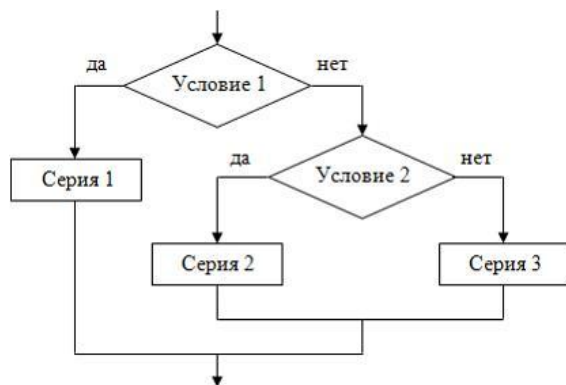 да
Условие 1
нет
Серия 1
да
Условие 2
нет
Серия 2
Серия 3